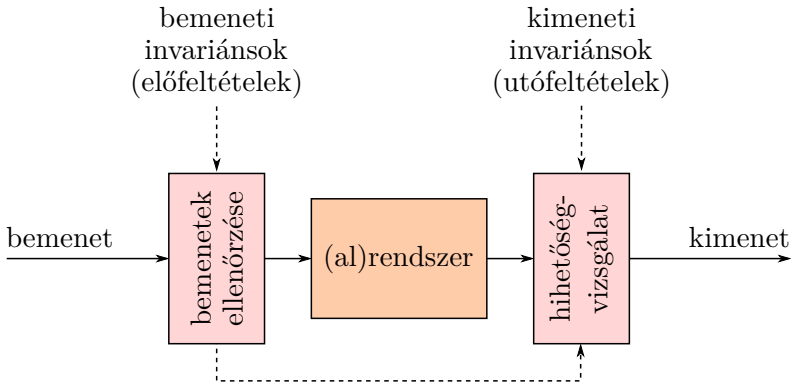 bemeneti
invariánsok
(előfeltételek)
kimeneti
invariánsok
(utófeltételek)
bemenet
bemenetek
ellenőrzése
(al)rendszer
hihetőség-
vizsgálat
kimenet